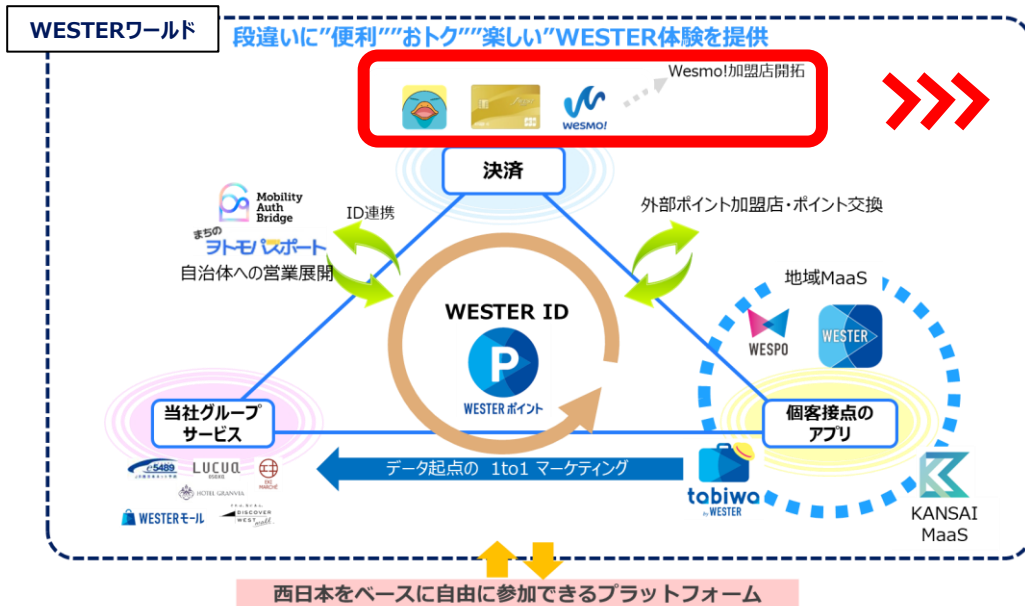 WESTERワールド
段違いに”便利””おトク””楽しい”WESTER体験を提供
Wesmo!加盟店開拓
wesmo!
決済
Mobility
Auth
Bridge
ID連携
まちの
ヲトモパスポート
自治体への営業展開
外部ポイント加盟店・ポイント交換
地域MaaS
WESPO
WESTER
WESTER ID
P
WESTERポイント
当社グループ
サービス
個客接点の
アプリ
データ起点の 1to1 マーケティング
e5489
LUCUA
OSAKA
EKI
MARCHÉ
HOTEL GRANVIA
WESTERモール
DISCOVER
WEST
mall
tabiwa
by WESTER
KANSAI
MaaS
西日本をベースに自由に参加できるプラットフォーム